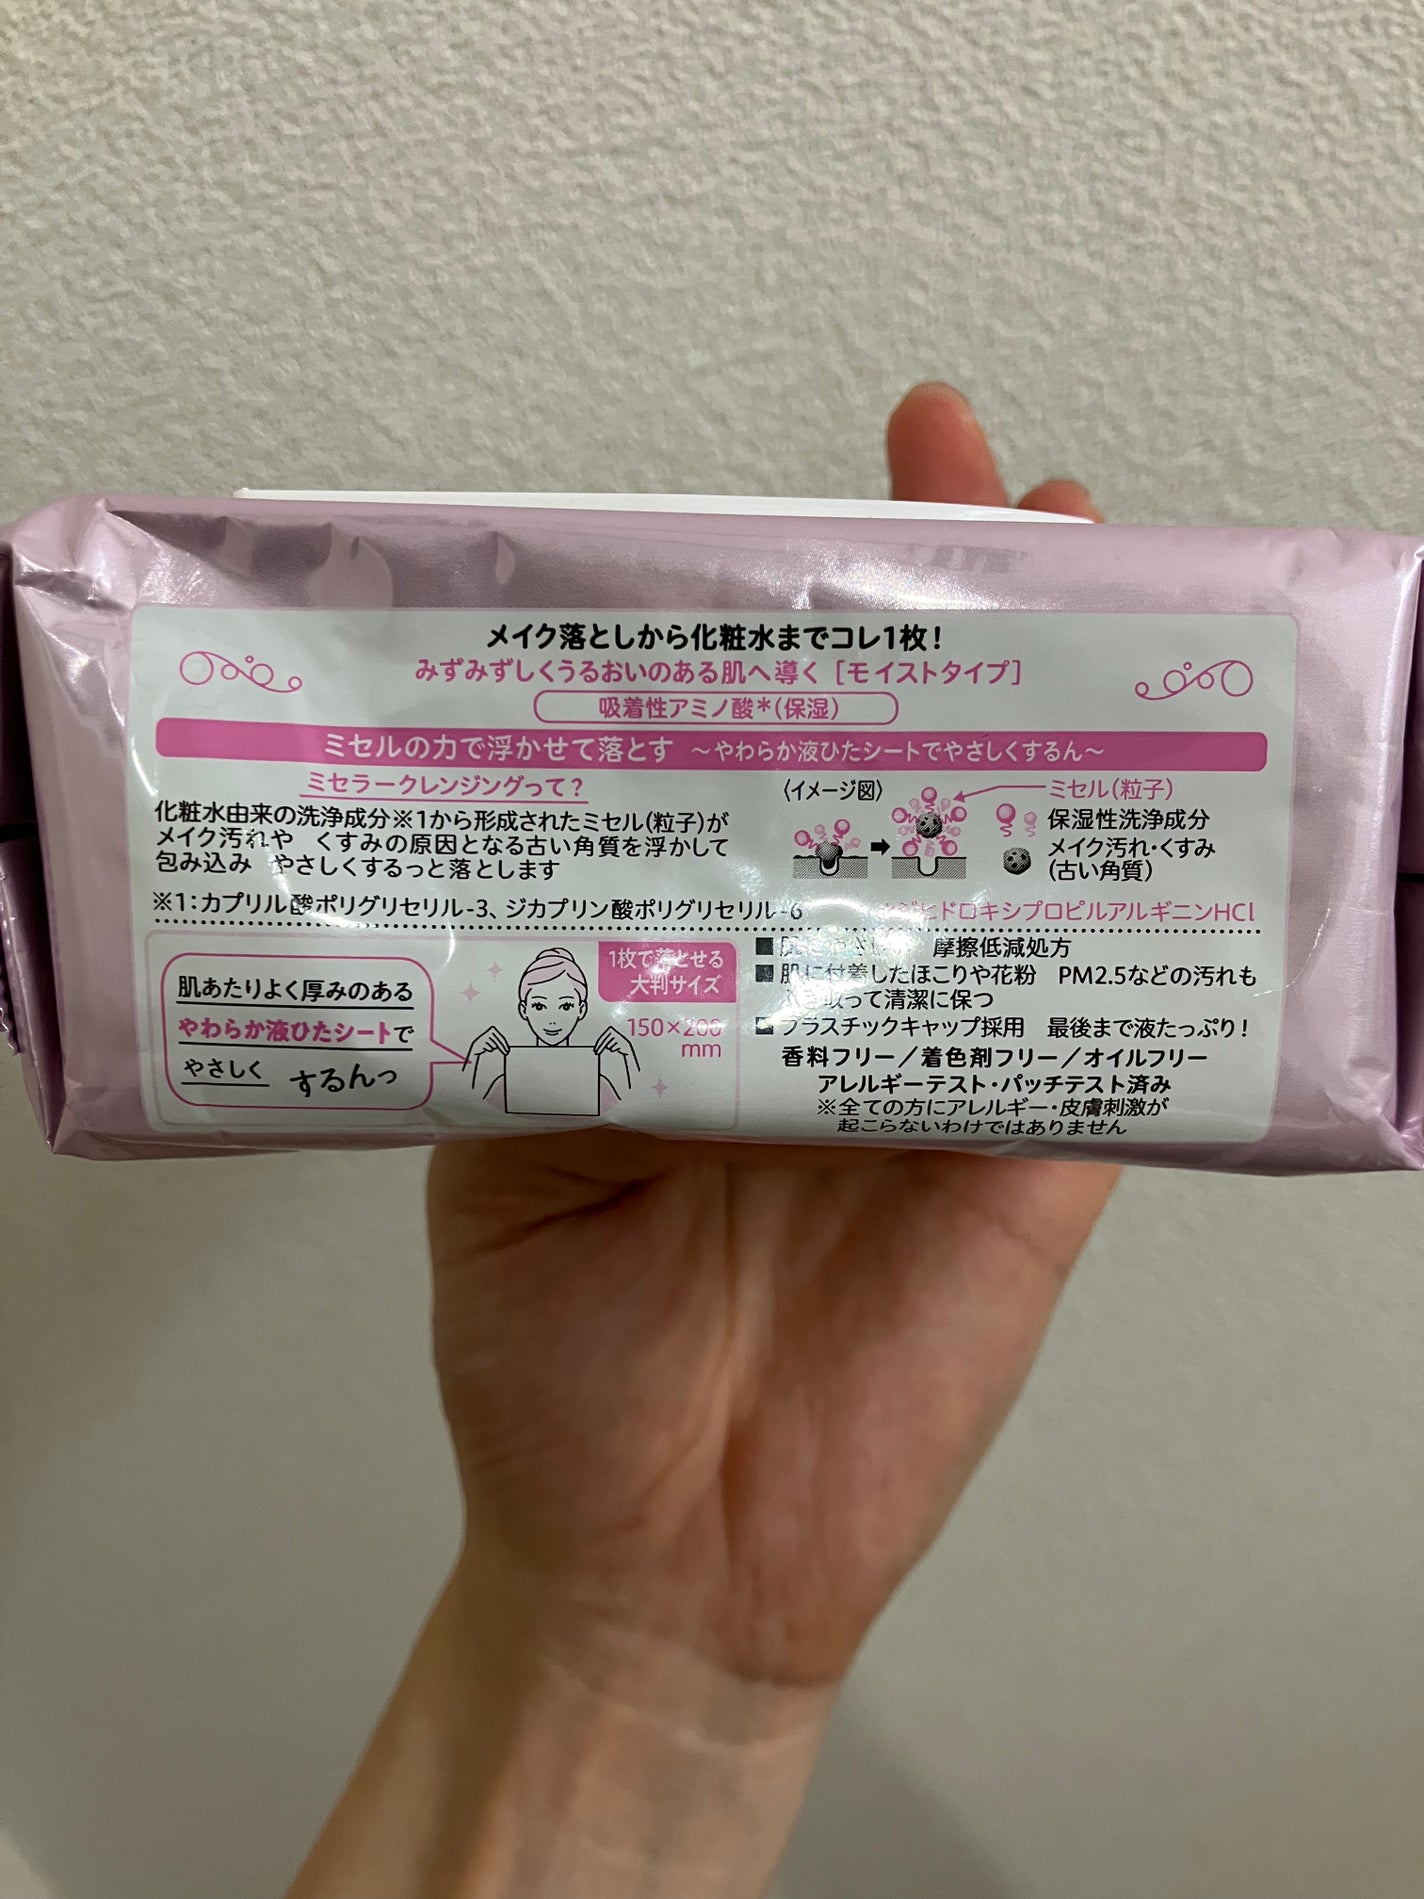 メイク落としから化粧水までコレ1枚!
みずみずしくうるおいのある肌へ導く [モイストタイプ]
吸着性アミノ酸*(保湿)
ミセルの力で浮かせて落とす ～やわらか液ひたシートでやさしくするん～
ミセラークレンジングって?
化粧水由来の洗浄成分※1から形成されたミセル(粒子)が
メイク汚れや くすみの原因となる古い角質を浮かして
包み込み やさしくするっと落とします
〈イメージ図〉
ミセル(粒子)
保湿性洗浄成分
メイク汚れ・くすみ
(古い角質)
※1:カプリル酸ポリグリセリル-3、ジカプリン酸ポリグリセリル-6
ジヒドロキシプロピルアルギニンHCl
肌あたりよく厚みのある
やわらか液ひたシートで
やさしく するんっ
1枚で落とせる
大判サイズ
150×200
mm
■ 摩擦低減処方
■ 肌に付着したほこりや花粉 PM2.5などの汚れも
取って清潔に保つ
■ プラスチックキャップ採用 最後まで液たっぷり!
香料フリー／着色剤フリー／オイルフリー
アレルギーテスト・パッチテスト済み
※全ての方にアレルギー・皮膚刺激が
起こらないわけではありません